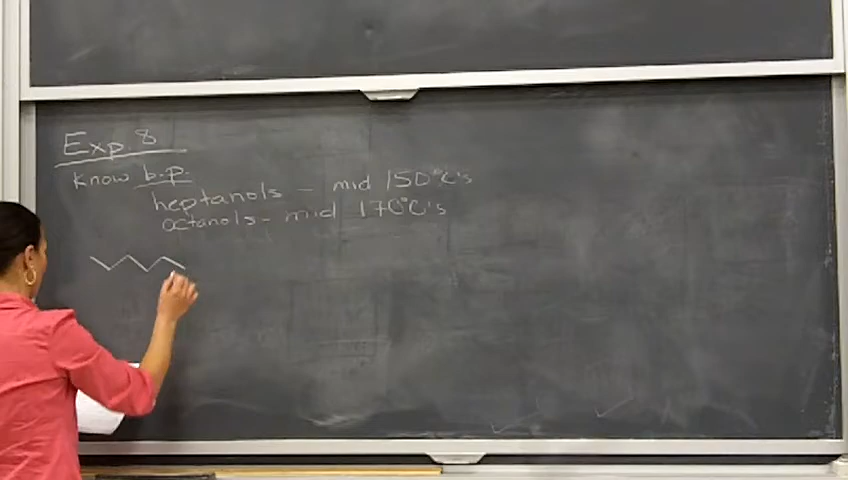 Exp. 8
Know b.p.
heptanols - mid 150°C's
octanols - mid 170°C's